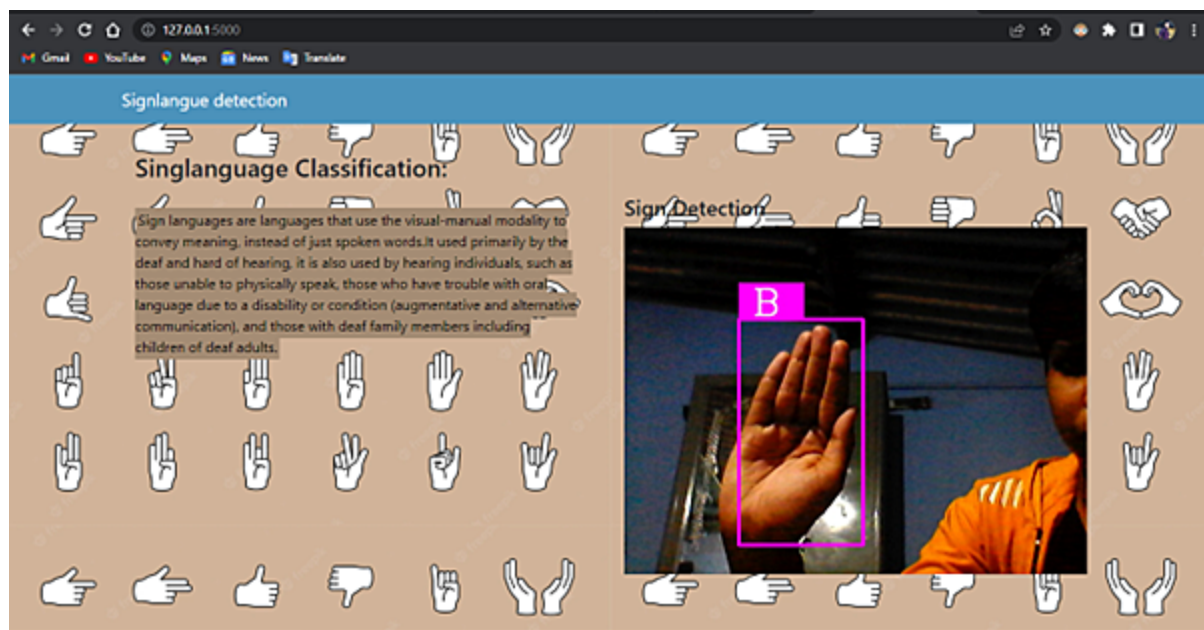 127.0.0.1:5000
Gmail YouTube Maps News Translate
Signlangue detection
Singlanguage Classification:
Sign languages are languages that use the visual-manual modality to
convey meaning, instead of just spoken words.It used primarily by the
deaf and hard of hearing, it is also used by hearing individuals, such as
those unable to physically speak, those who have trouble with oral
language due to a disability or condition (augmentative and alternative
communication), and those with deaf family members including
children of deaf adults.
Sign Detection
B